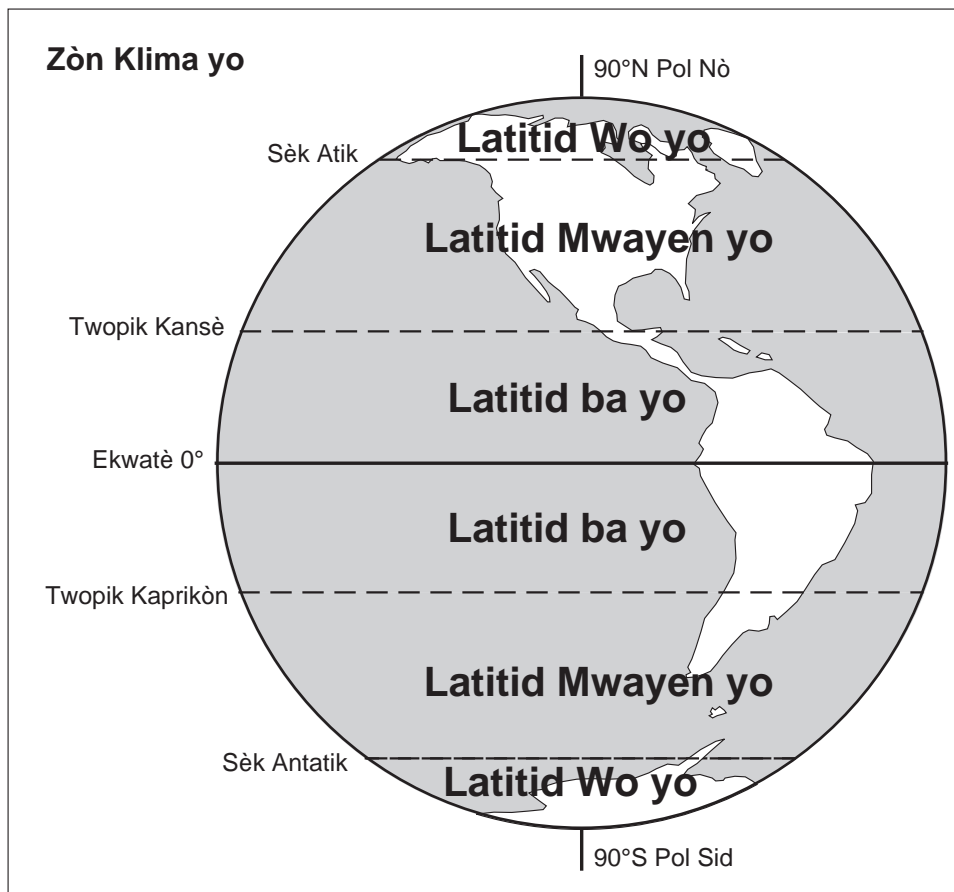 Zòn Klima yo
90°N Pol Nò
Latitid Wo yo
Sèk Atik
Latitid Mwayen yo
Twopik Kansè
Latitid ba yo
Ekwatè 0°
Latitid ba yo
Twopik Kaprikòn
Latitid Mwayen yo
Sèk Antatik
Latitid Wo yo
90°S Pol Sid